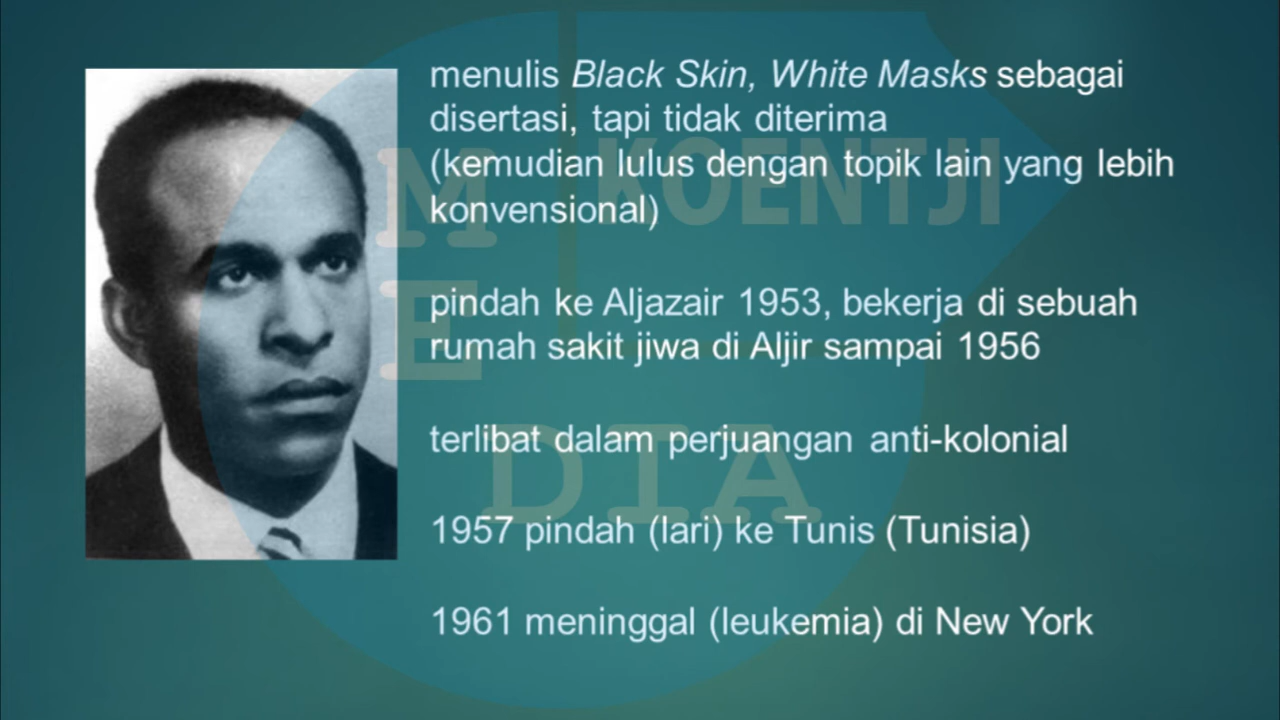 menulis Black Skin, White Masks sebagai
disertasi, tapi tidak diterima
(kemudian lulus dengan topik lain yang lebih
konvensional)
pindah ke Aljazair 1953, bekerja di sebuah
rumah sakit jiwa di Aljir sampai 1956
terlibat dalam perjuangan anti-kolonial
1957 pindah (lari) ke Tunis (Tunisia)
1961 meninggal (leukemia) di New York
M
KOENTJI
E
DIA